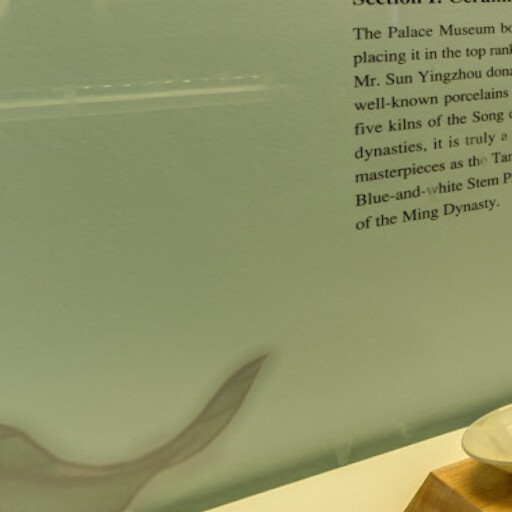 Section I: Ceram
The Palace Museum bo
placing it in the top rank
Mr. Sun Yingzhou dona
well-known porcelains
five kilns of the Song
dynasties, it is truly a
masterpieces as the Tan
Blue-and-white Stem P
of the Ming Dynasty.